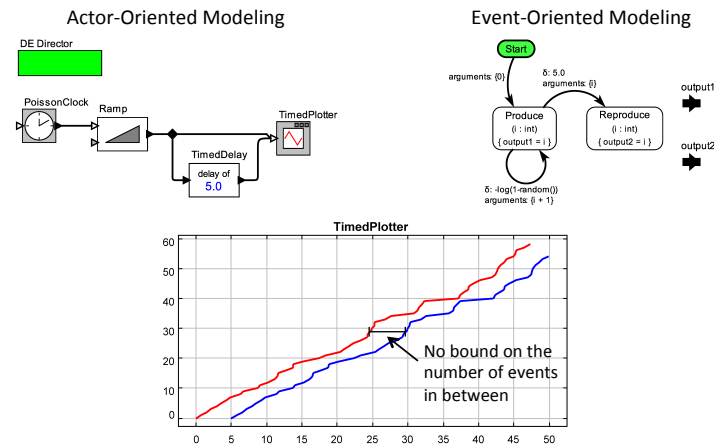 Actor-Oriented Modeling
Event-Oriented Modeling
DE Director
PoissonClock
Ramp
TimedPlotter
TimedDelay
delay of
5.0
Start
arguments: {0}
δ: 5.0
arguments: {i}
Produce
(i : int)
{ output1 = i }
Reproduce
(i : int)
{ output2 = i }
δ: -log(1-random())
arguments: {i + 1}
output1
output2
TimedPlotter
60
50
40
30
20
10
0
No bound on the
number of events
in between
0 5 10 15 20 25 30 35 40 45 50